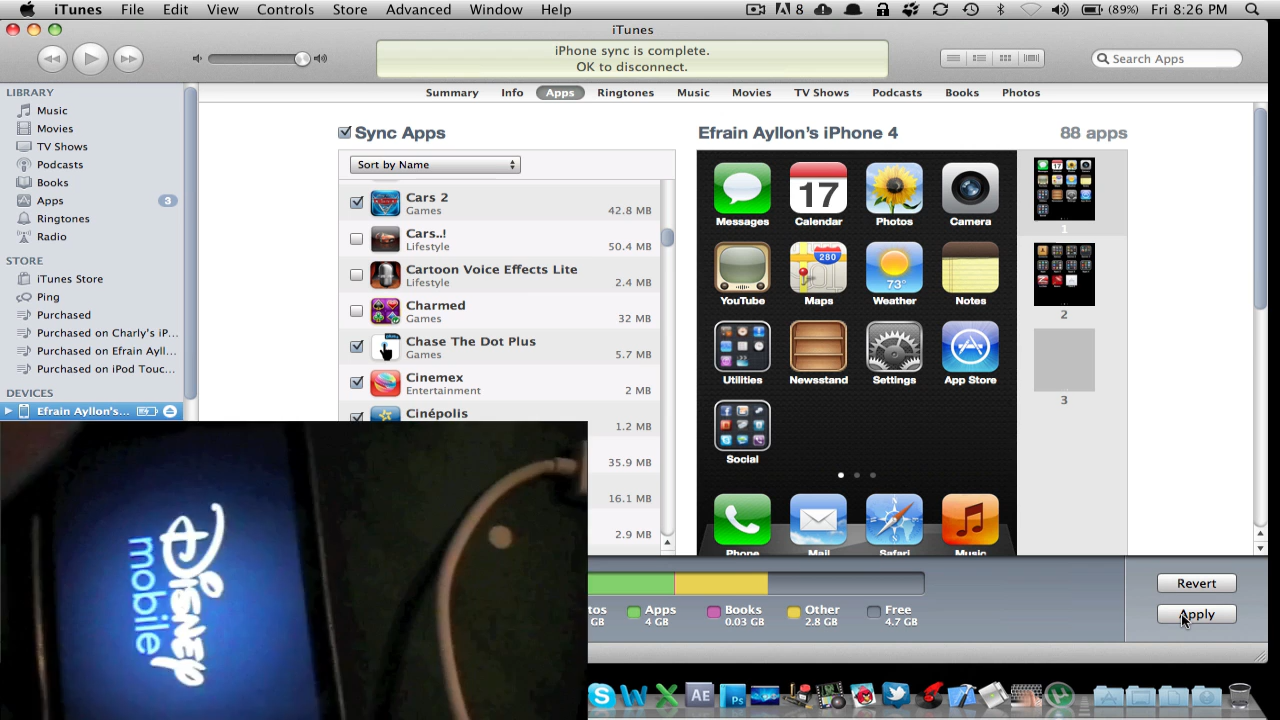 iTunes File Edit View Controls Store Advanced Window Help 8 (89%) Fri 8:26 PM
iTunes
iPhone sync is complete.
OK to disconnect.
Search Apps
Summary Info Apps Ringtones Music Movies TV Shows Podcasts Books Photos
LIBRARY
Music
Movies
TV Shows
Podcasts
Books
Apps 3
Ringtones
Radio
STORE
iTunes Store
Ping
Purchased
Purchased on Charly's iP...
Purchased on Efrain Ayll...
Purchased on iPod Touc...
DEVICES
Efrain Ayllon's...
Sync Apps
Sort by Name
Cars 2
Games 42.8 MB
Cars..!
Lifestyle 50.4 MB
Cartoon Voice Effects Lite
Lifestyle 2.4 MB
Charmed
Games 32 MB
Chase The Dot Plus
Games 5.7 MB
Cinemex
Entertainment 2 MB
Cinépolis
1.2 MB
35.9 MB
16.1 MB
2.9 MB
Efrain Ayllon's iPhone 4 88 apps
17 280 73°
Messages Calendar Photos Camera
YouTube Maps Weather Notes
Utilities Newsstand Settings App Store
Social
Phone Mail Safari Music
1
2
3
tos Apps Books Other Free
4 GB 0.03 GB 2.8 GB 4.7 GB
Revert
Apply
Disney
mobile
AE Ps